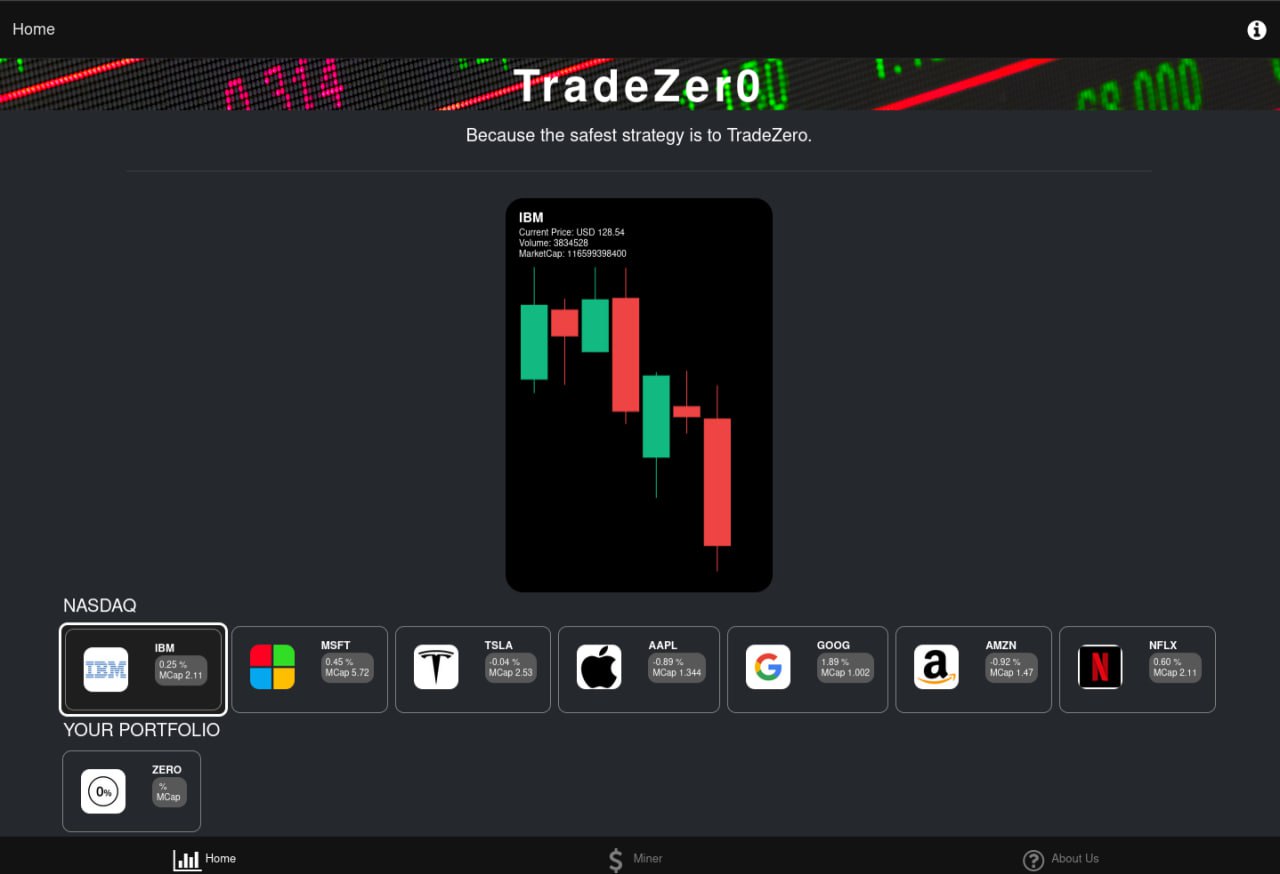 Home
TradeZer0
Because the safest strategy is to TradeZero.
IBM
Current Price: USD 128.54
Volume: 3834528
MarketCap: 116599398400
NASDAQ
IBM
IBM
0.25 %
MCap 2.11
MSFT
0.45 %
MCap 5.72
TSLA
-0.04 %
MCap 2.53
AAPL
-0.89 %
MCap 1.344
GOOG
1.89 %
MCap 1.002
AMZN
-0.92 %
MCap 1.47
NFLX
0.60 %
MCap 2.11
YOUR PORTFOLIO
0%
ZERO
%
MCap
Home
Miner
About Us